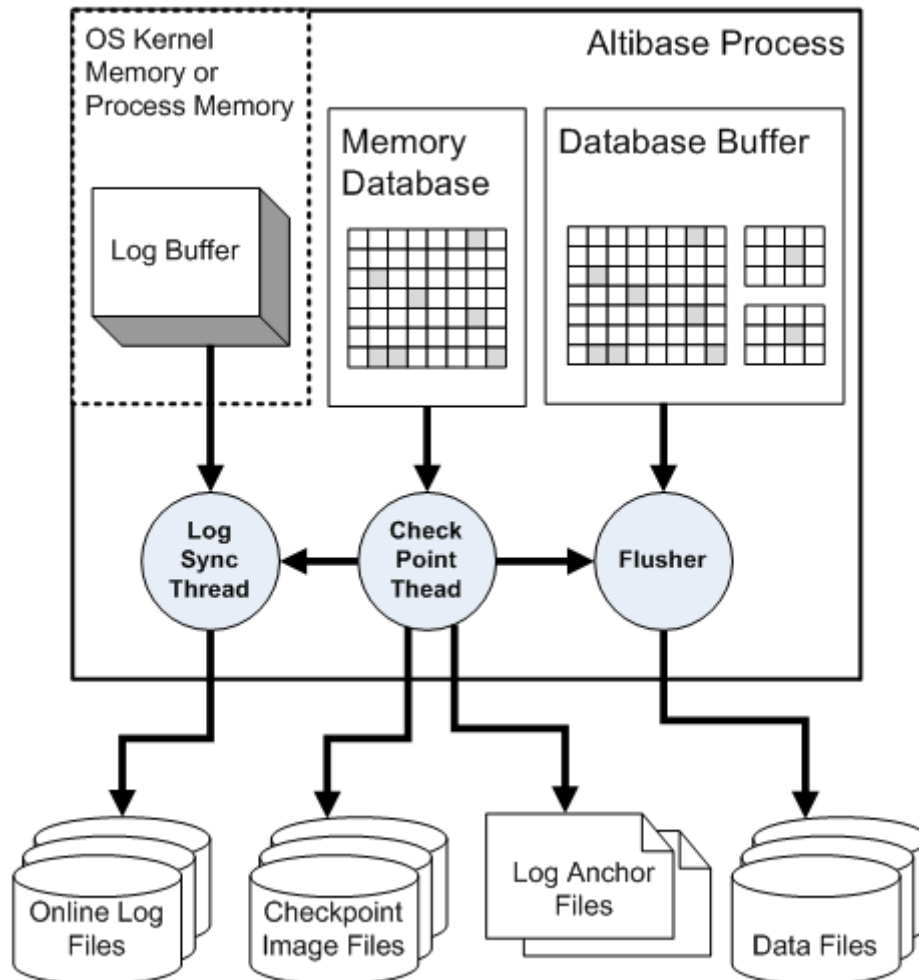 OS Kernel
Memory or
Process Memory
Altibase Process
Memory
Database
Database Buffer
Log Buffer
Log
Sync
Thread
Check
Point
Thead
Flusher
Online Log
Files
Checkpoint
Image Files
Log Anchor
Files
Data Files